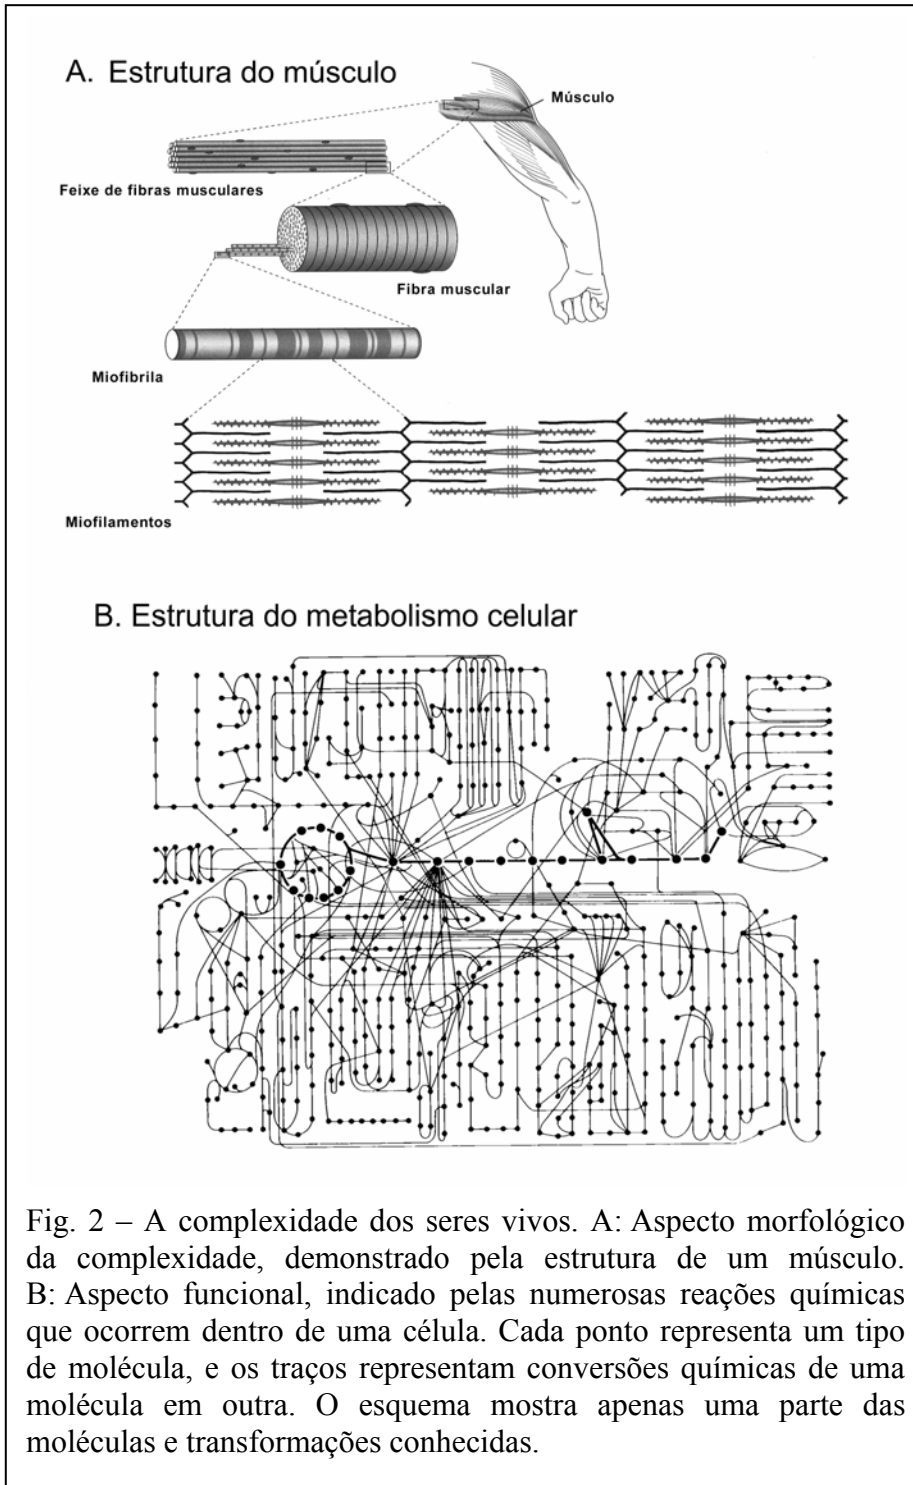 A. Estrutura do músculo
Músculo
Feixe de fibras musculares
Fibra muscular
Miofibrila
Miofilamentos
B. Estrutura do metabolismo celular
Fig. 2 – A complexidade dos seres vivos. A: Aspecto morfológico
da complexidade, demonstrado pela estrutura de um músculo.
B: Aspecto funcional, indicado pelas numerosas reações químicas
que ocorrem dentro de uma célula. Cada ponto representa um tipo
de molécula, e os traços representam conversões químicas de uma
molécula em outra. O esquema mostra apenas uma parte das
moléculas e transformações conhecidas.